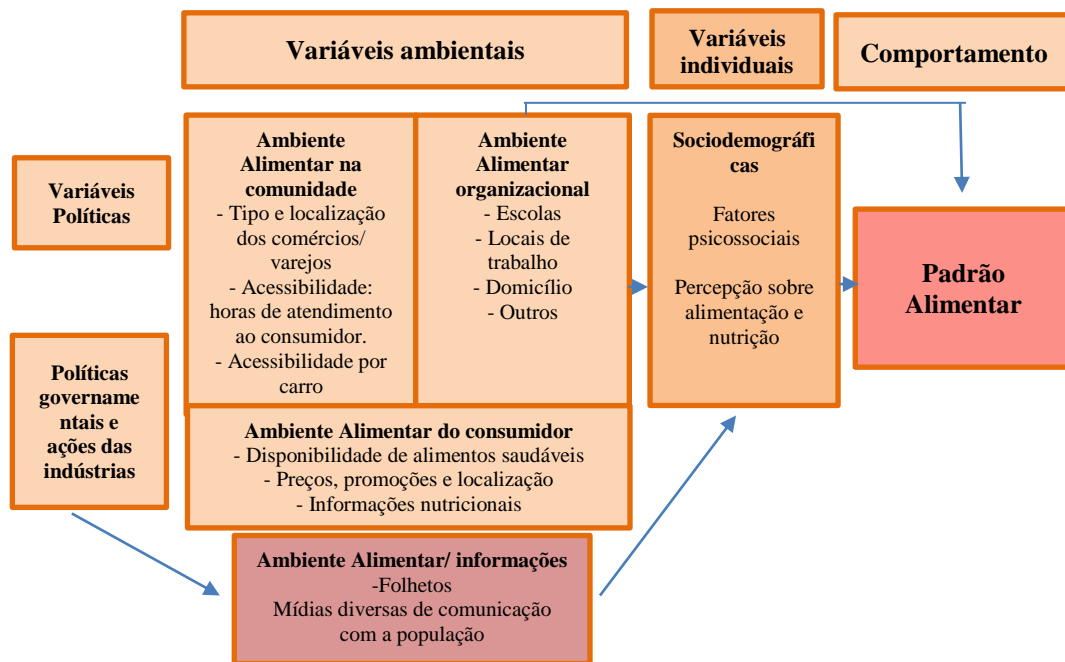 Variáveis ambientais
Variáveis
individuais
Comportamento
Variáveis
Políticas
Políticas
govername
ntais e
ações das
indústrias
Ambiente
Alimentar na
comunidade
- Tipo e localização
dos comércios/
varejos
- Acessibilidade:
horas de atendimento
ao consumidor.
- Acessibilidade por
carro
Ambiente
Alimentar
organizacional
- Escolas
- Locais de
trabalho
- Domicílio
- Outros
Sociodemográfi
cas
Fatores
psicossociais
Percepção sobre
alimentação e
nutrição
Padrão
Alimentar
Ambiente Alimentar do consumidor
- Disponibilidade de alimentos saudáveis
- Preços, promoções e localização
- Informações nutricionais
Ambiente Alimentar/ informações
-Folhetos
Mídias diversas de comunicação
com a população